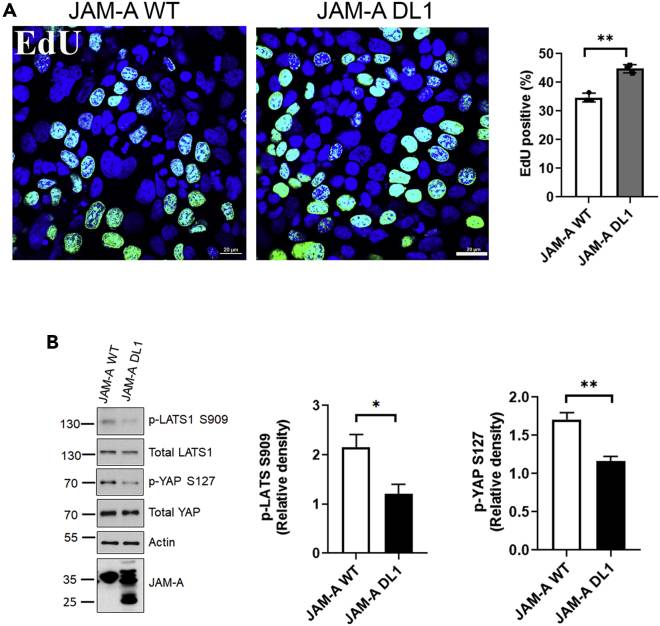 A
JAM-A WT
JAM-A DL1
EdU
20 μm
20 μm
EdU positive (%)
50
40
30
20
10
0
**
JAM-A WT
JAM-A DL1
B
JAM-A WT
JAM-A DL1
130
p-LATS1 S909
130
Total LATS1
70
p-YAP S127
70
Total YAP
55
Actin
35
JAM-A
25
p-LATS S909
(Relative density)
3
2
1
0
*
JAM-A WT
JAM-A DL1
p-YAP S127
(Relative density)
2.0
1.5
1.0
0.5
0.0
**
JAM-A WT
JAM-A DL1